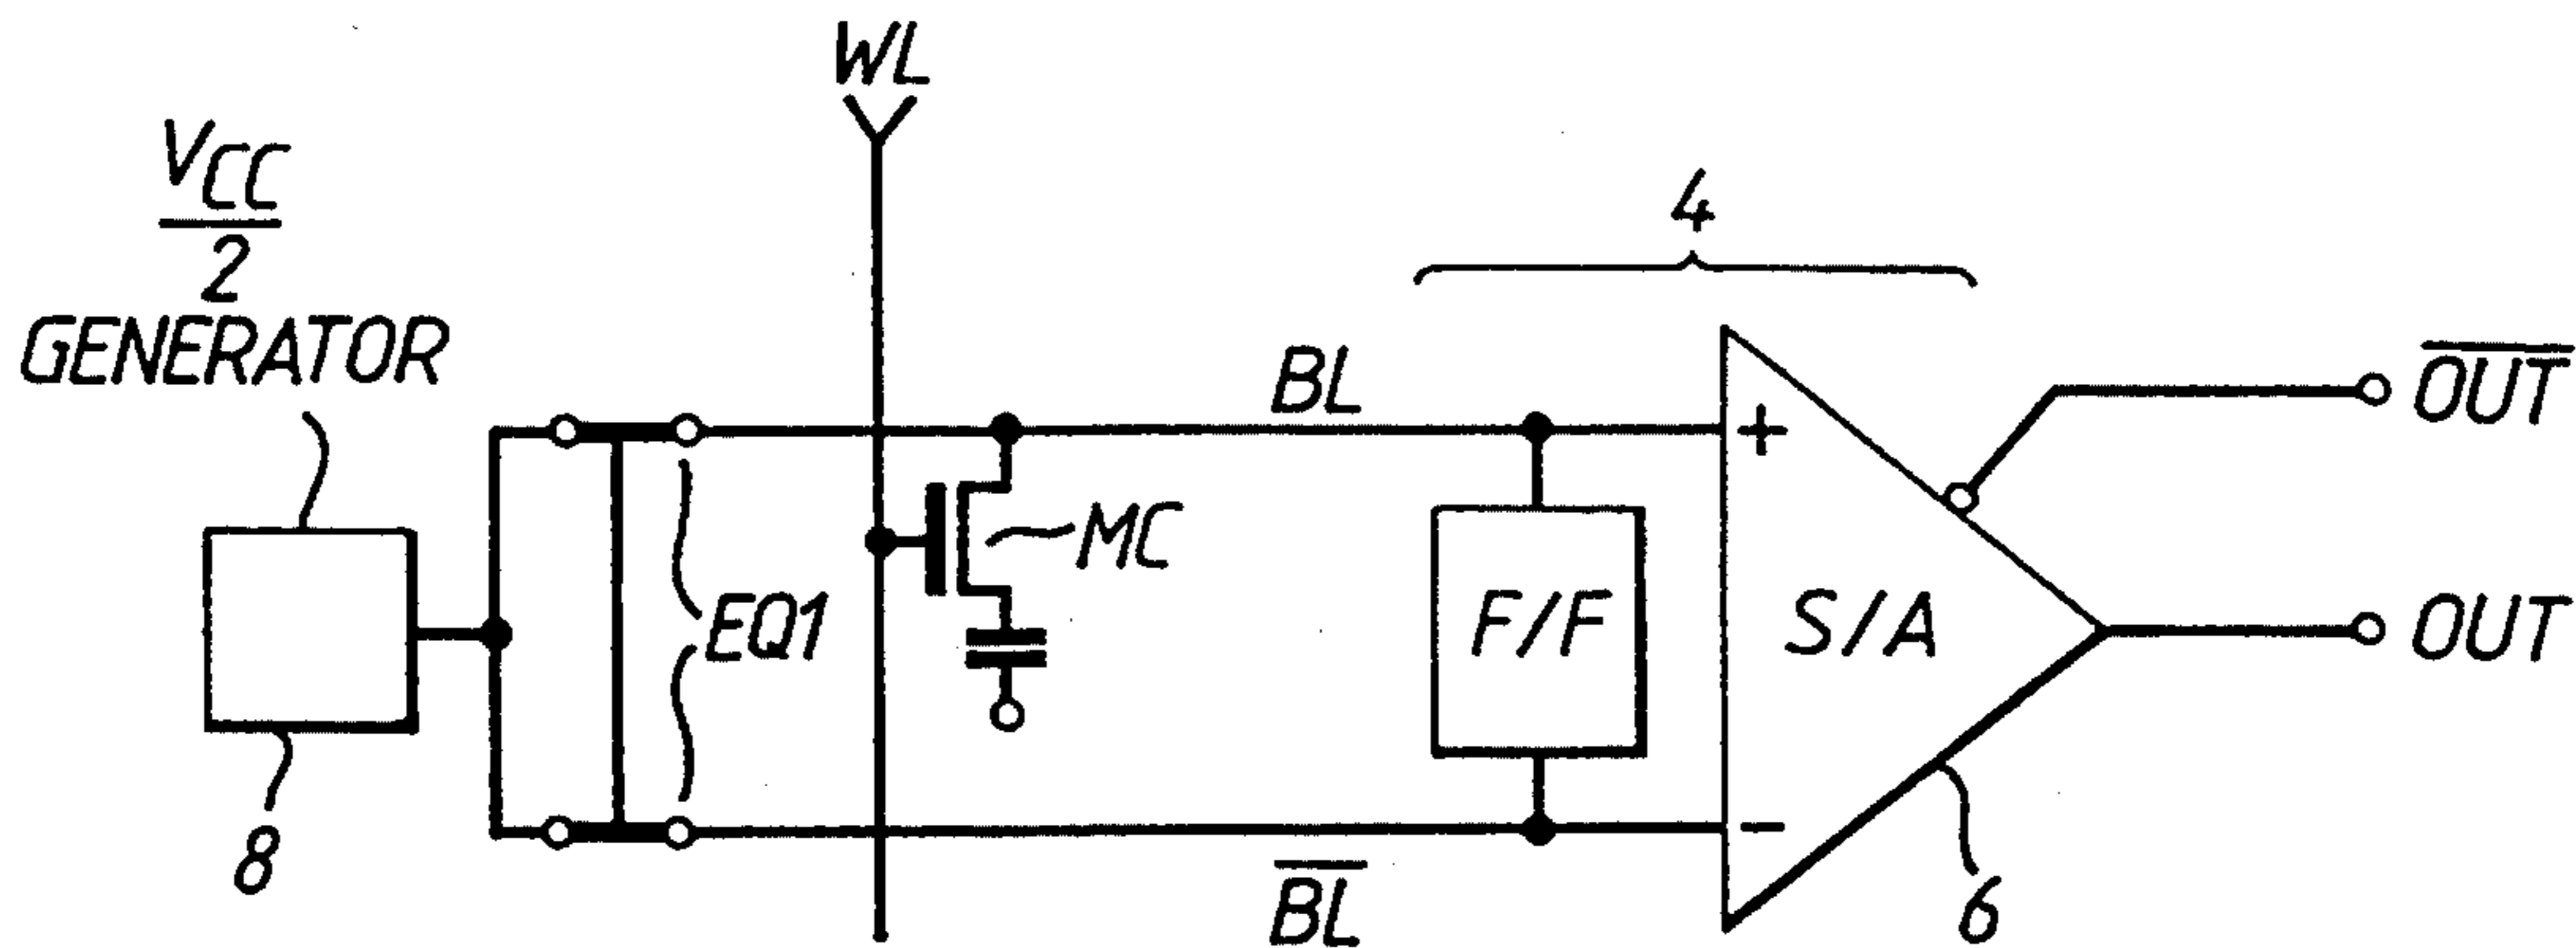 WL
VCC
2
GENERATOR
4
BL
OUT
+
MC
EQ1
F/F
S/A
OUT
-
8
BL
6